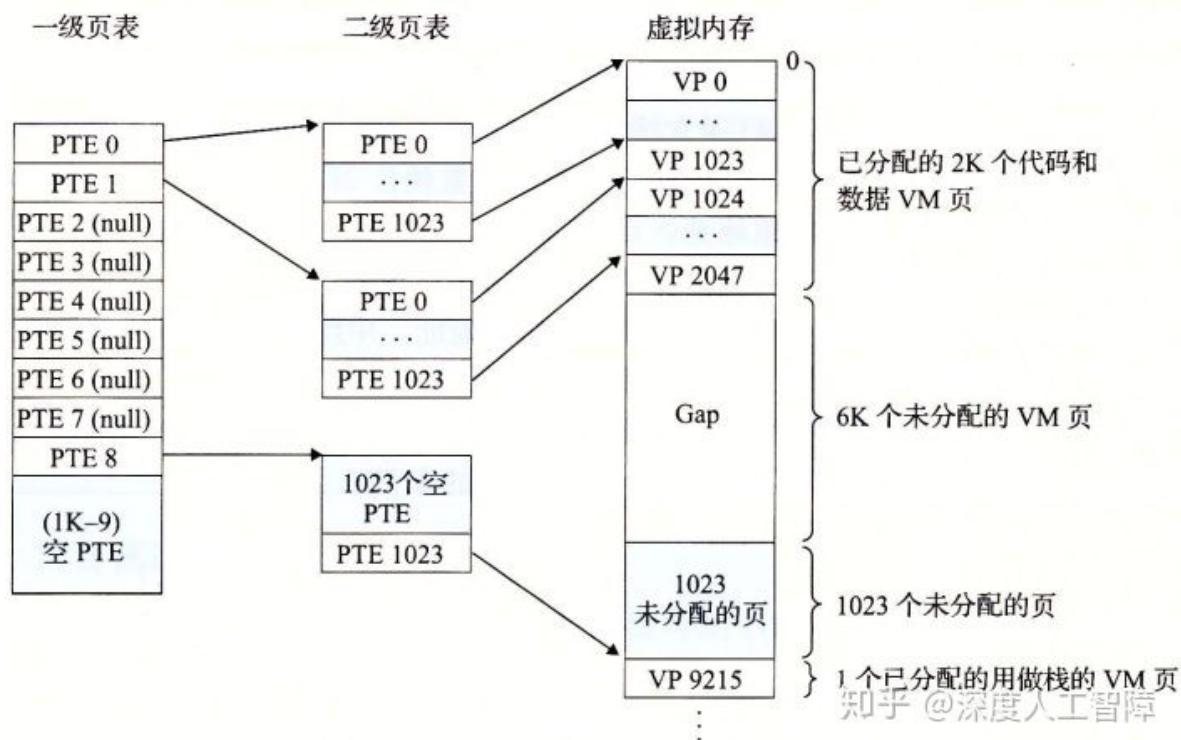 一级页表
二级页表
虚拟内存
PTE 0
PTE 1
PTE 2 (null)
PTE 3 (null)
PTE 4 (null)
PTE 5 (null)
PTE 6 (null)
PTE 7 (null)
PTE 8
(1K–9)
空 PTE
PTE 0
...
PTE 1023
PTE 0
...
PTE 1023
1023个空
PTE
PTE 1023
0
VP 0
...
VP 1023
VP 1024
...
VP 2047
Gap
1023
未分配的页
VP 9215
已分配的 2K 个代码和
数据 VM 页
6K 个未分配的 VM 页
1023 个未分配的页
1 个已分配的用做栈的 VM 页
知乎 @深度人工智障